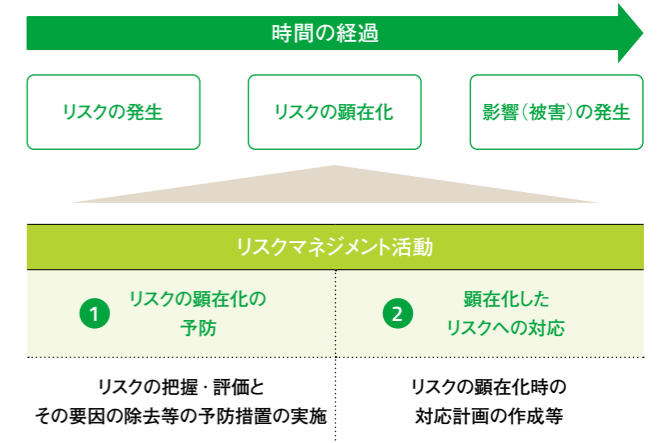 時間の経過
リスクの発生
リスクの顕在化
影響(被害)の発生
リスクマネジメント活動
1
リスクの顕在化の
予防
2
顕在化した
リスクへの対応
リスクの把握・評価と
その要因の除去等の予防措置の実施
リスクの顕在化時の
対応計画の作成等